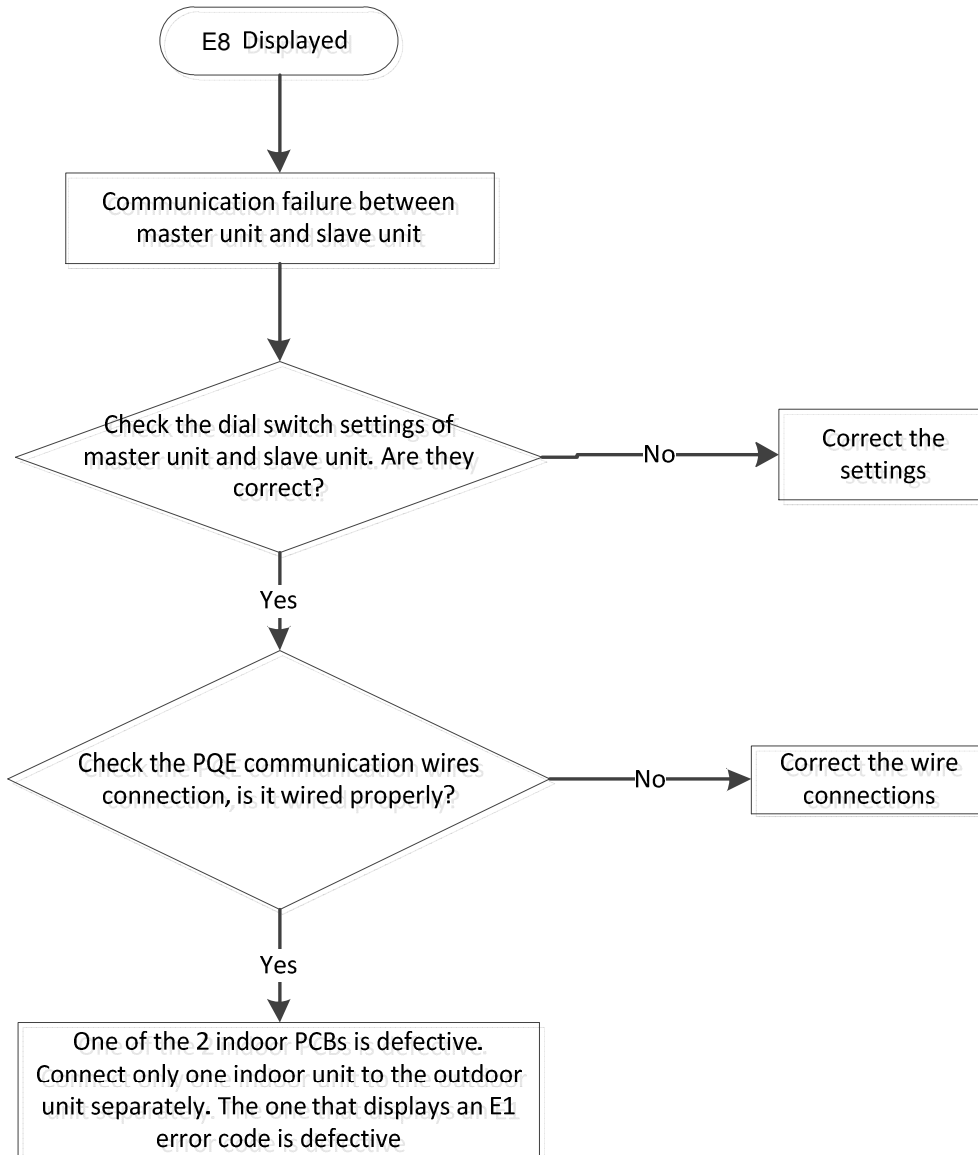 E8 Displayed
Communication failure between
master unit and slave unit
Check the dial switch settings of
master unit and slave unit. Are they
correct?
No
Correct the
settings
Yes
Check the PQE communication wires
connection, is it wired properly?
No
Correct the wire
connections
Yes
One of the 2 indoor PCBs is defective.
Connect only one indoor unit to the outdoor
unit separately. The one that displays an E1
error code is defective